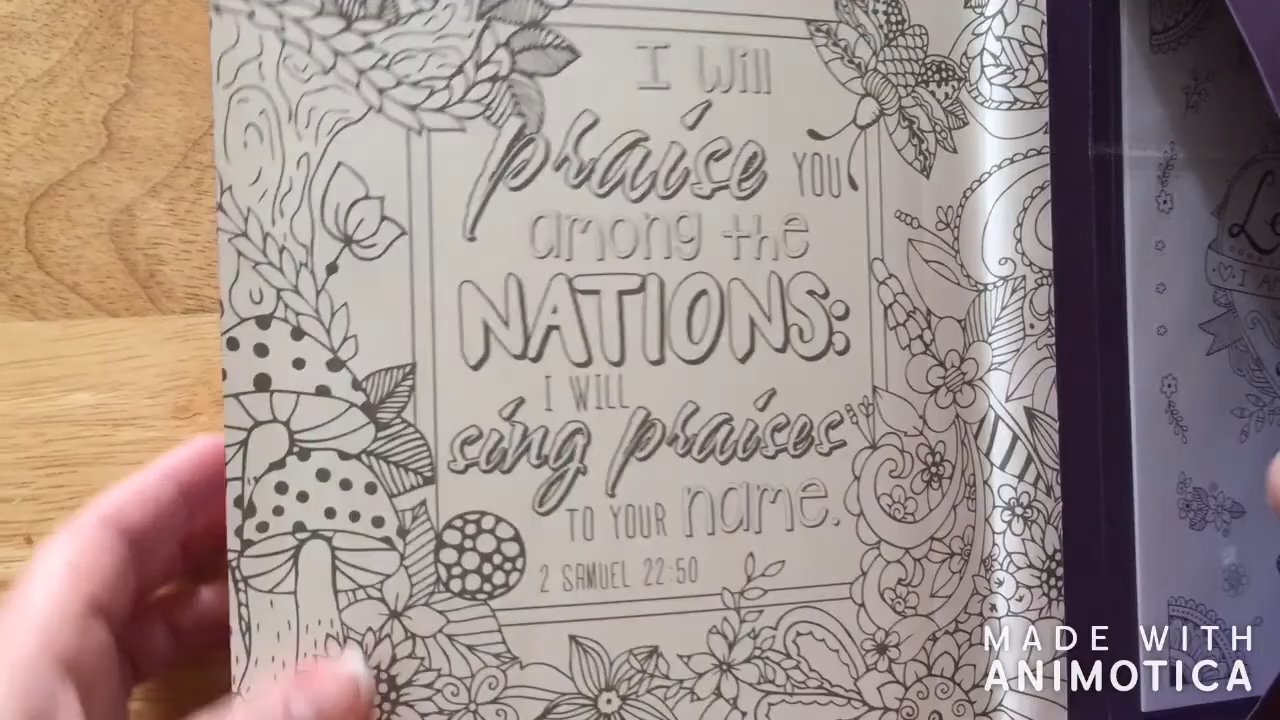 I Will
praise YOU
among the
NATIONS:
I WILL
sing praises
TO YOUR name.
2 SAMUEL 22:50
I A
MADE WITH
ANIMOTICA